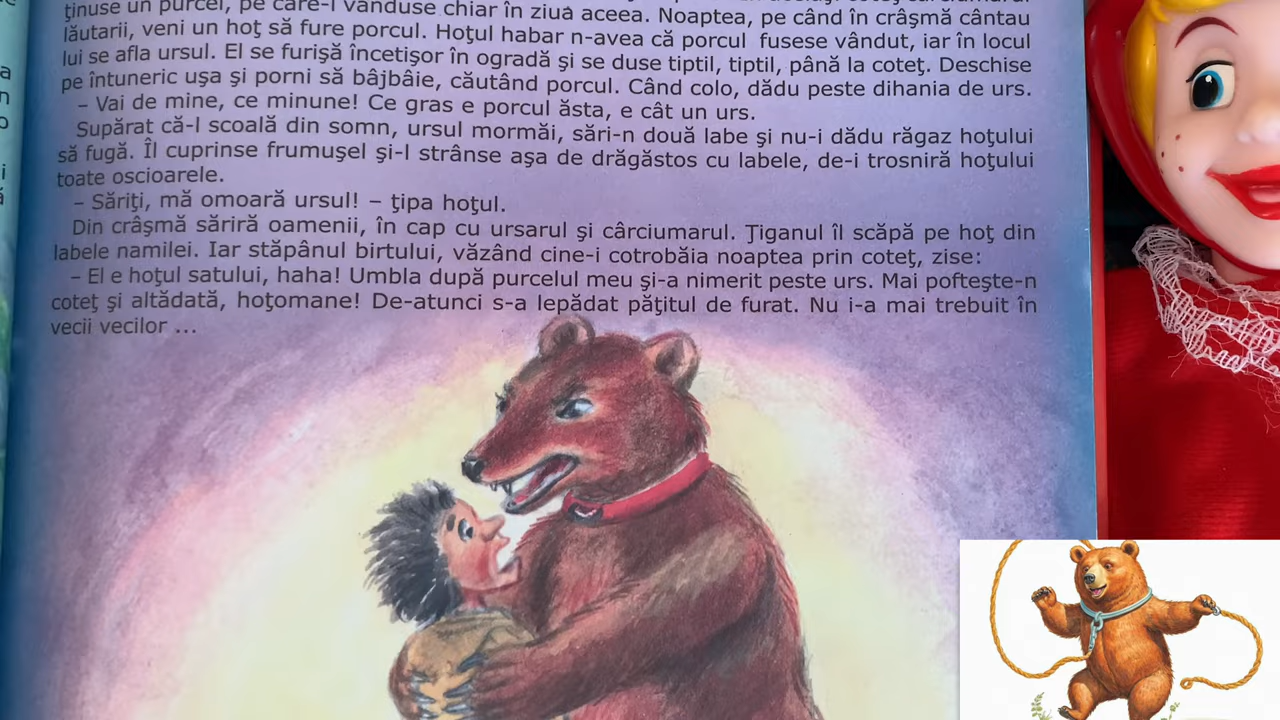 ţinuse un purcel, pe care-l vânduse chiar în ziua aceea. Noaptea, pe când în crâşmă cântau
lăutarii, veni un hoţ să fure porcul. Hoţul habar n-avea că porcul fusese vândut, iar în locul
lui se afla ursul. El se furişă încetişor în ogradă şi se duse tiptil, tiptil, până la coteţ. Deschise
pe întuneric uşa şi porni să bâjbâie, căutând porcul. Când colo, dădu peste dihania de urs.
– Vai de mine, ce minune! Ce gras e porcul ăsta, e cât un urs.
Supărat că-l scoală din somn, ursul mormăi, sări-n două labe şi nu-i dădu răgaz hoţului
să fugă. Îl cuprinse frumuşel şi-l strânse aşa de drăgăstos cu labele, de-i trosniră hoţului
toate oscioarele.
– Săriţi, mă omoară ursul! – ţipa hoţul.
Din crâşmă săriră oamenii, în cap cu ursarul şi cârciumarul. Ţiganul îl scăpă pe hoţ din
labele namilei. Iar stăpânul birtului, văzând cine-i cotrobăia noaptea prin coteţ, zise:
– El e hoţul satului, haha! Umbla după purcelul meu şi-a nimerit peste urs. Mai pofteşte-n
coteţ şi altădată, hoţomane! De-atunci s-a lepădat păţitul de furat. Nu i-a mai trebuit în
vecii vecilor ...